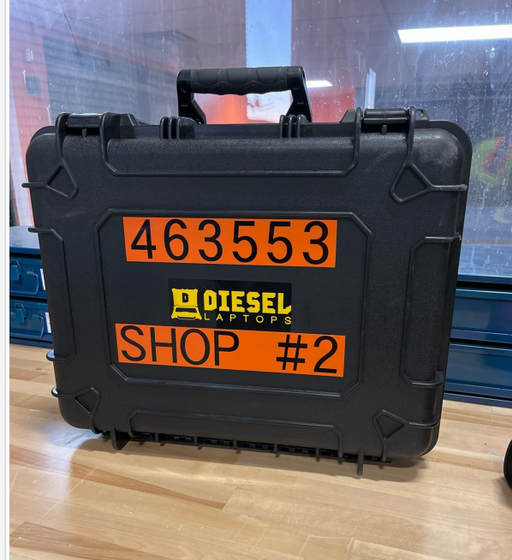 463553
DIESEL
LAPTOPS
SHOP #2